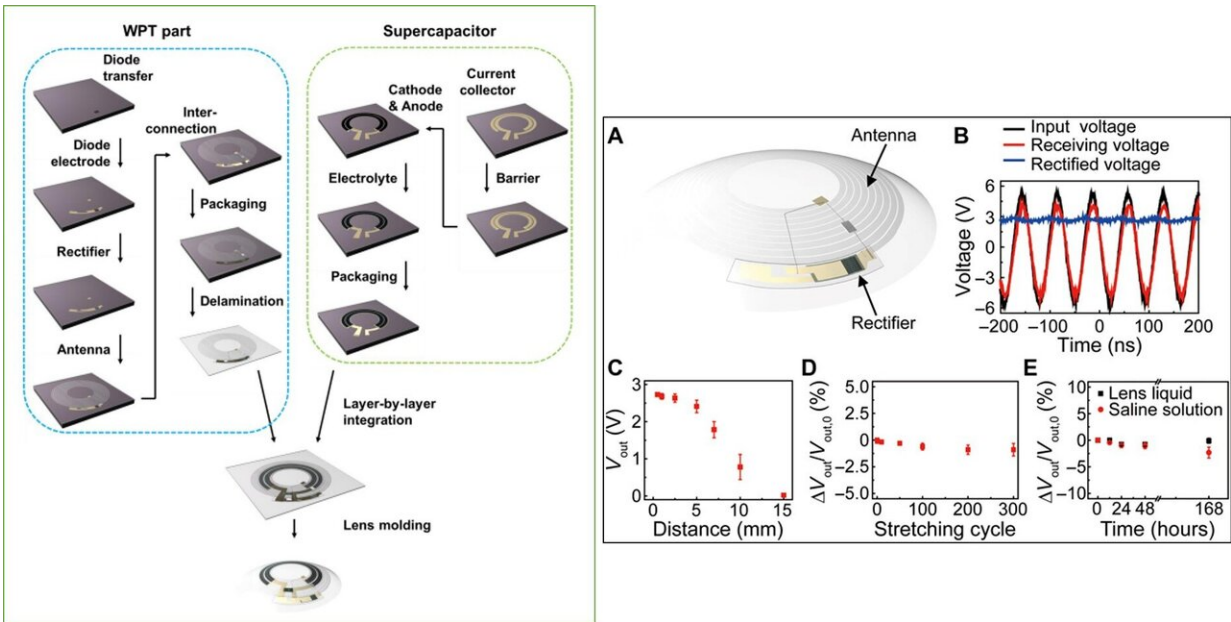 WPT part
Diode
transfer
Diode
electrode
Rectifier
Antenna
Inter-
connection
Packaging
Delamination
Supercapacitor
Cathode
& Anode
Current
collector
Electrolyte
Barrier
Packaging
Layer-by-layer
integration
Lens molding
A
Antenna
Rectifier
B
Input voltage
Receiving voltage
Rectified voltage
Voltage (V)
6
3
0
−3
−6
−200 −100 0 100 200
Time (ns)
C
Vout (V)
3
2
1
0
0 5 10 15
Distance (mm)
D
ΔVout/Vout,0 (%)
5.0
2.5
0
−2.5
−5.0
0 100 200 300
Stretching cycle
E
Lens liquid
Saline solution
ΔVout/Vout,0 (%)
10
5
0
−5
−10
0 24 48 168
Time (hours)